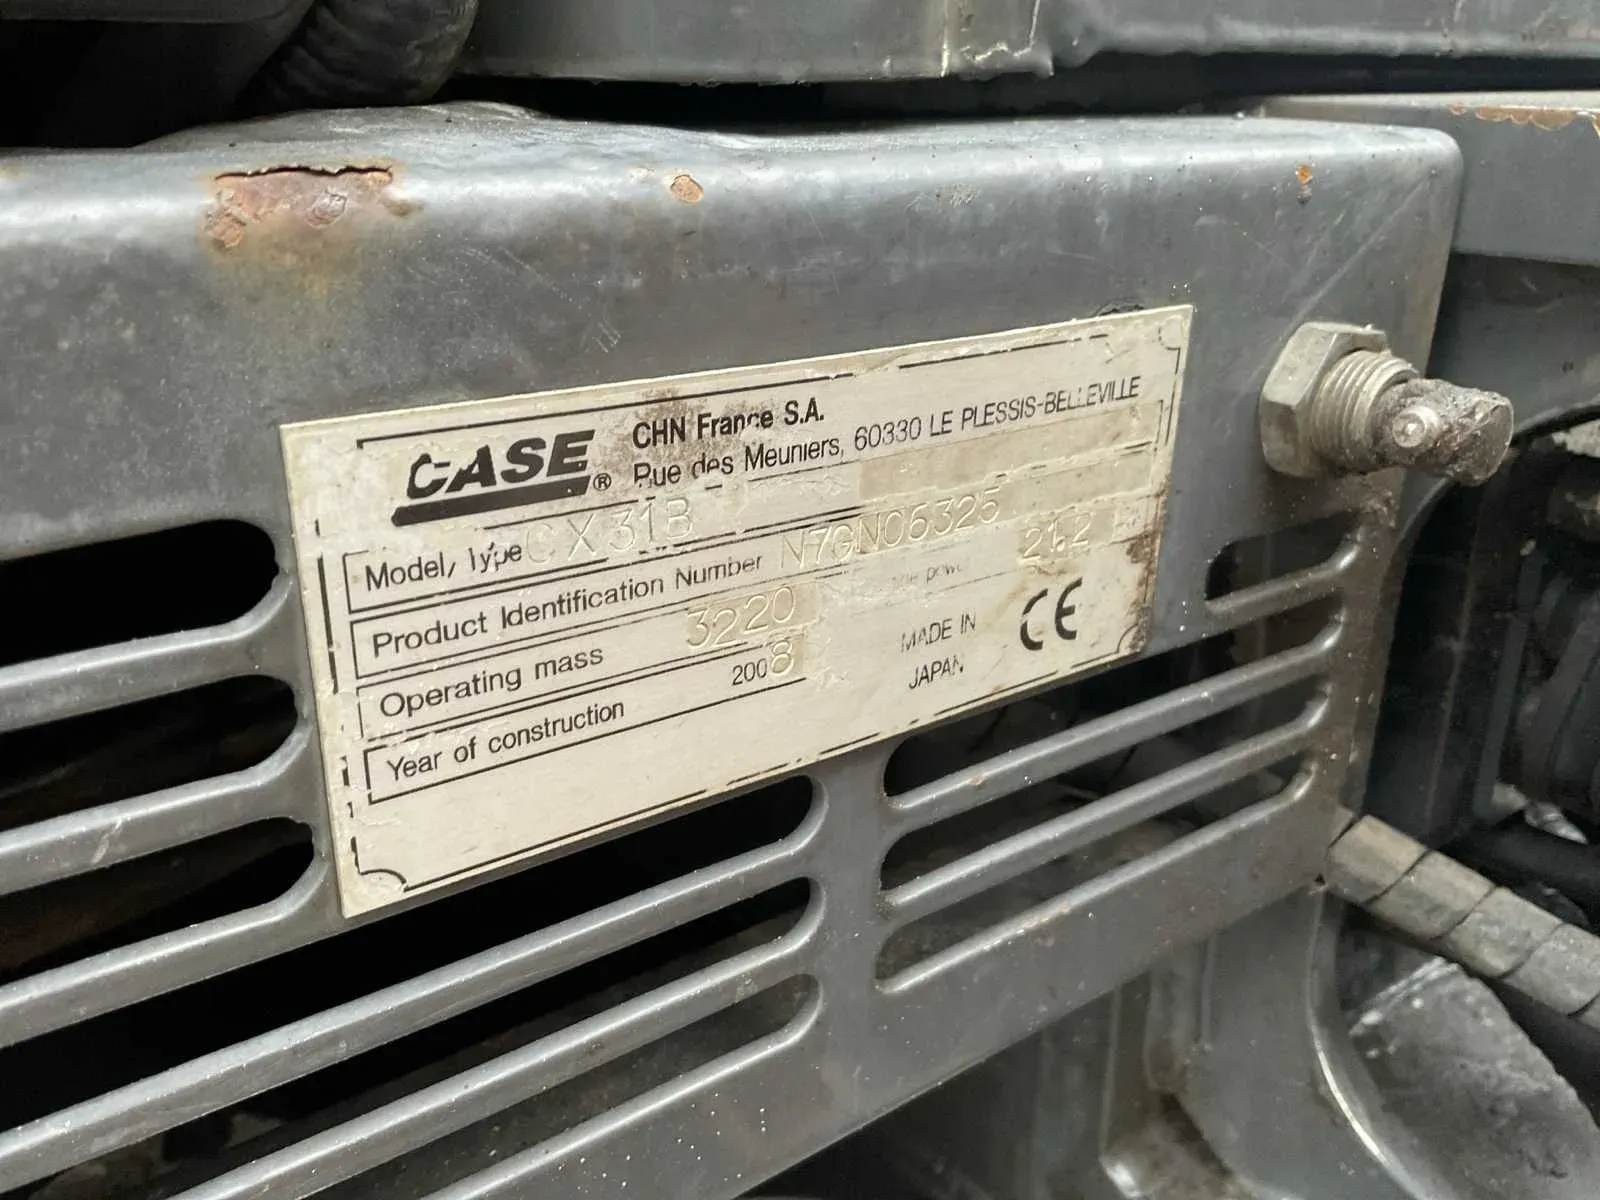 CASE ®
CHN France S.A.
Rue des Meuniers, 60330 LE PLESSIS-BELLEVILLE
Model, Type CX31B
Product Identification Number N7GN06325
Operating mass 3220 21.2
Year of construction 2008
MADE IN
JAPAN
CE